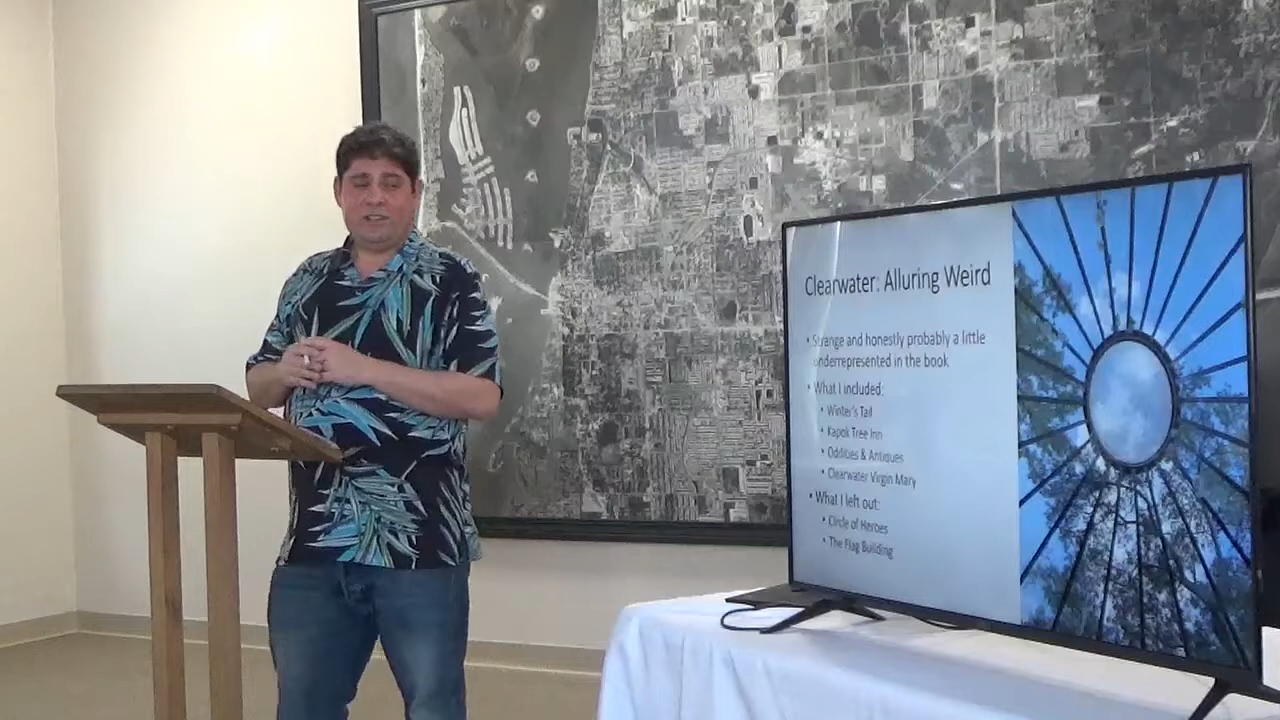 Clearwater: Alluring Weird
• Strange and honestly probably a little
underrepresented in the book
• What I included:
• Winter's Tail
• Kapok Tree Inn
• Oddities & Antiques
• Clearwater Virgin Mary
• What I left out:
• Circle of Heroes
• The Flag Building